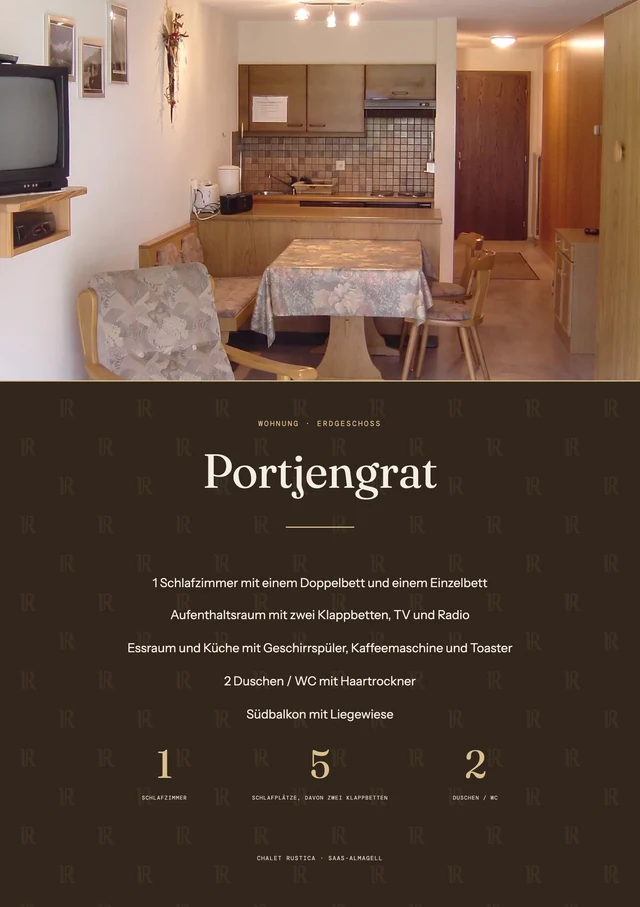 WOHNUNG · ERDGESCHOSS
Portjengrat
1 Schlafzimmer mit einem Doppelbett und einem Einzelbett
Aufenthaltsraum mit zwei Klappbetten, TV und Radio
Essraum und Küche mit Geschirrspüler, Kaffeemaschine und Toaster
2 Duschen / WC mit Haartrockner
Südbalkon mit Liegewiese
1 5 2
SCHLAFZIMMER SCHLAFPLÄTZE, DAVON ZWEI KLAPPBETTEN DUSCHEN / WC
CHALET RUSTICA · SAAS-ALMAGELL